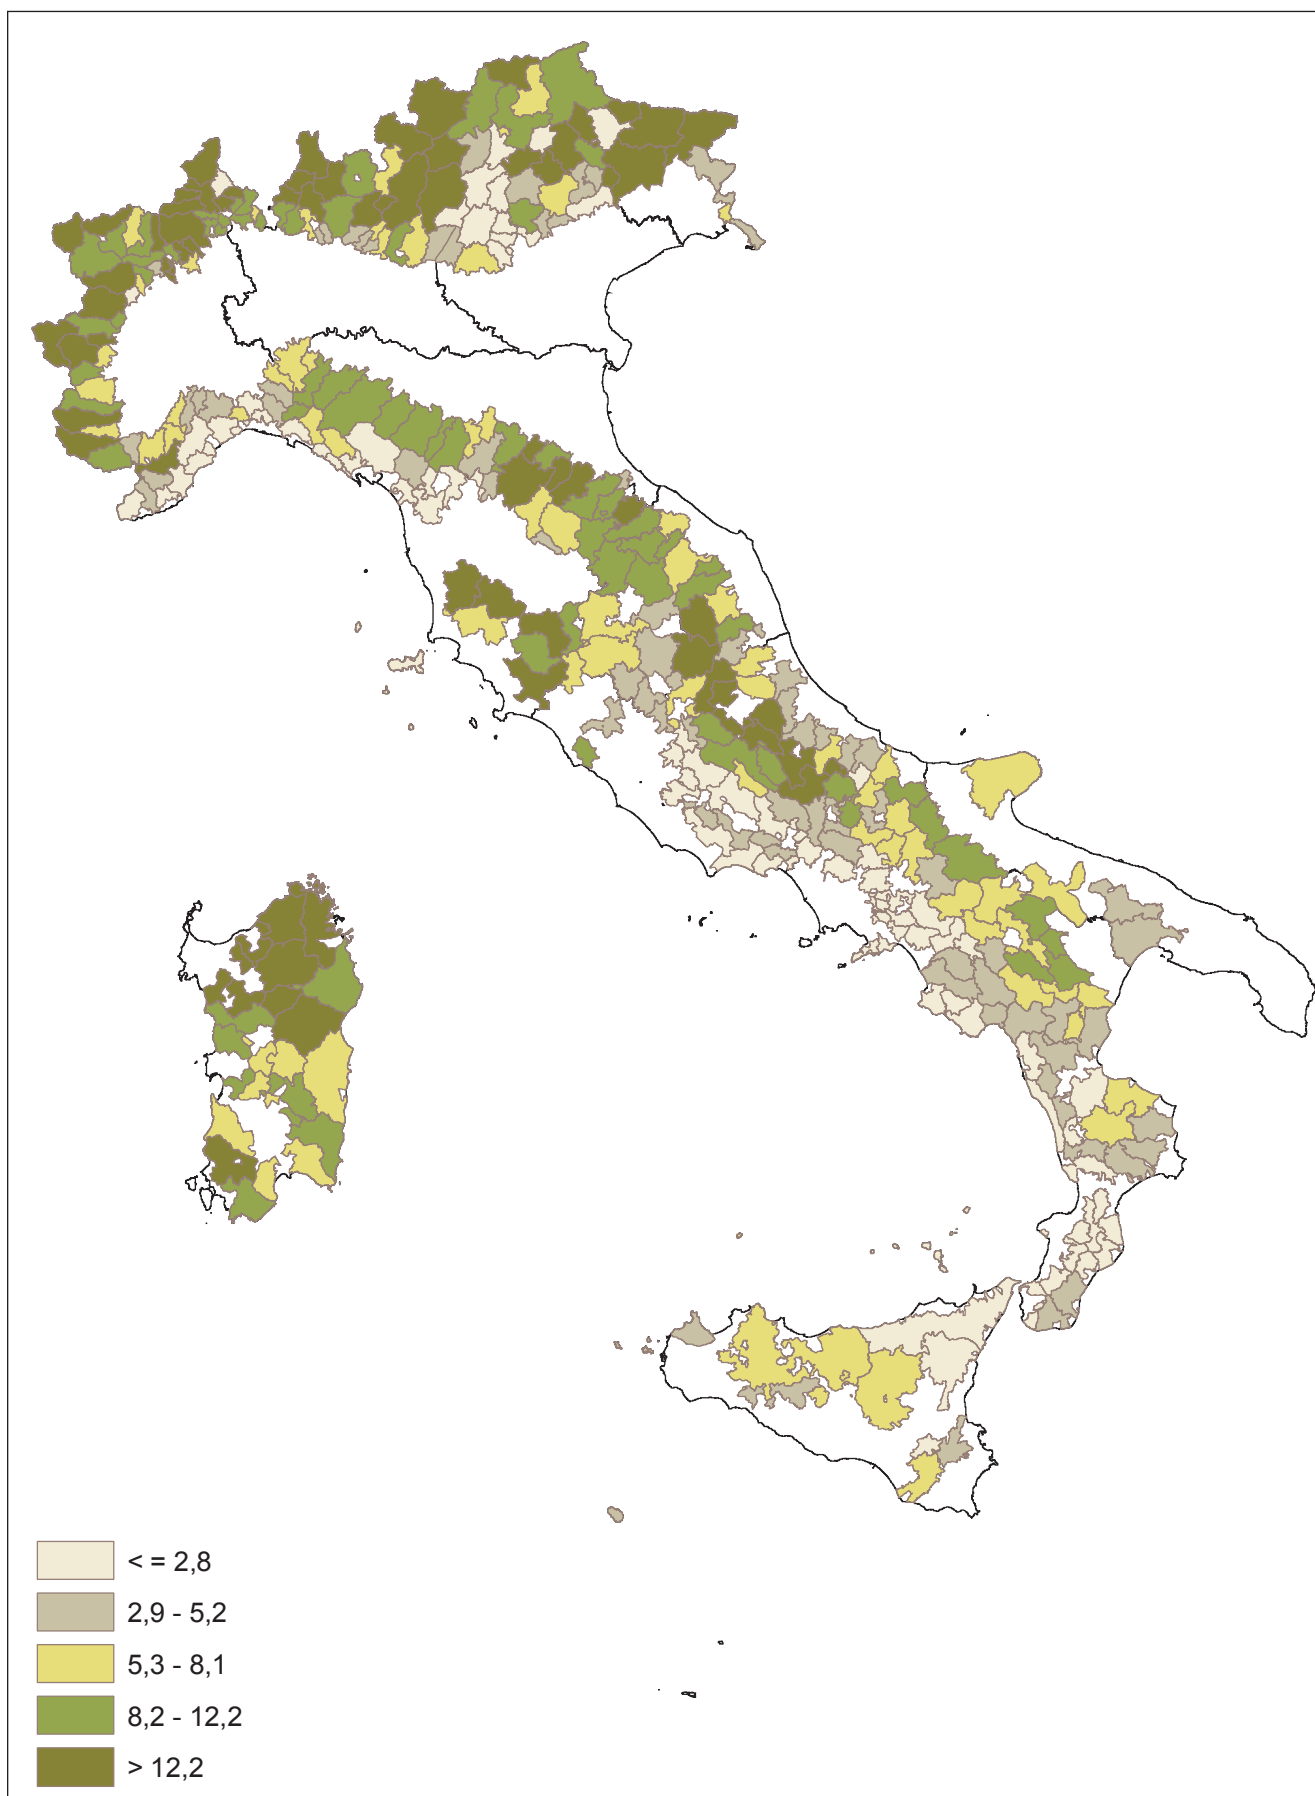 < = 2,8
2,9 - 5,2
5,3 - 8,1
8,2 - 12,2
> 12,2